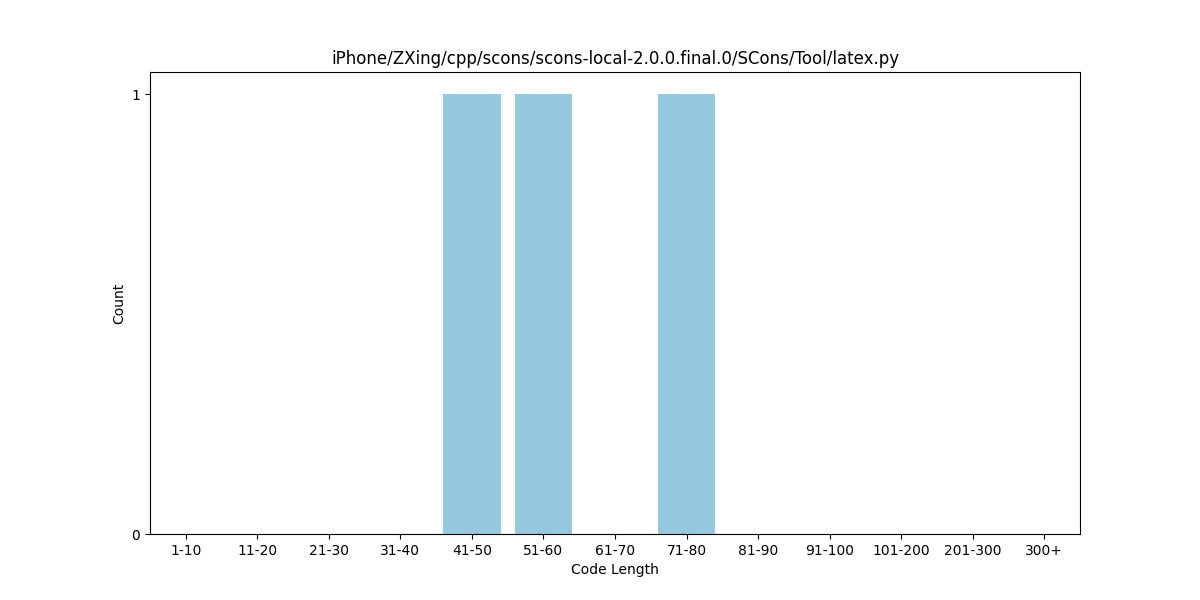 iPhone/ZXing/cpp/scons/scons-local-2.0.0.final.0/SCons/Tool/latex.py
1
Count
0
1-10 11-20 21-30 31-40 41-50 51-60 61-70 71-80 81-90 91-100 101-200 201-300 300+
Code Length